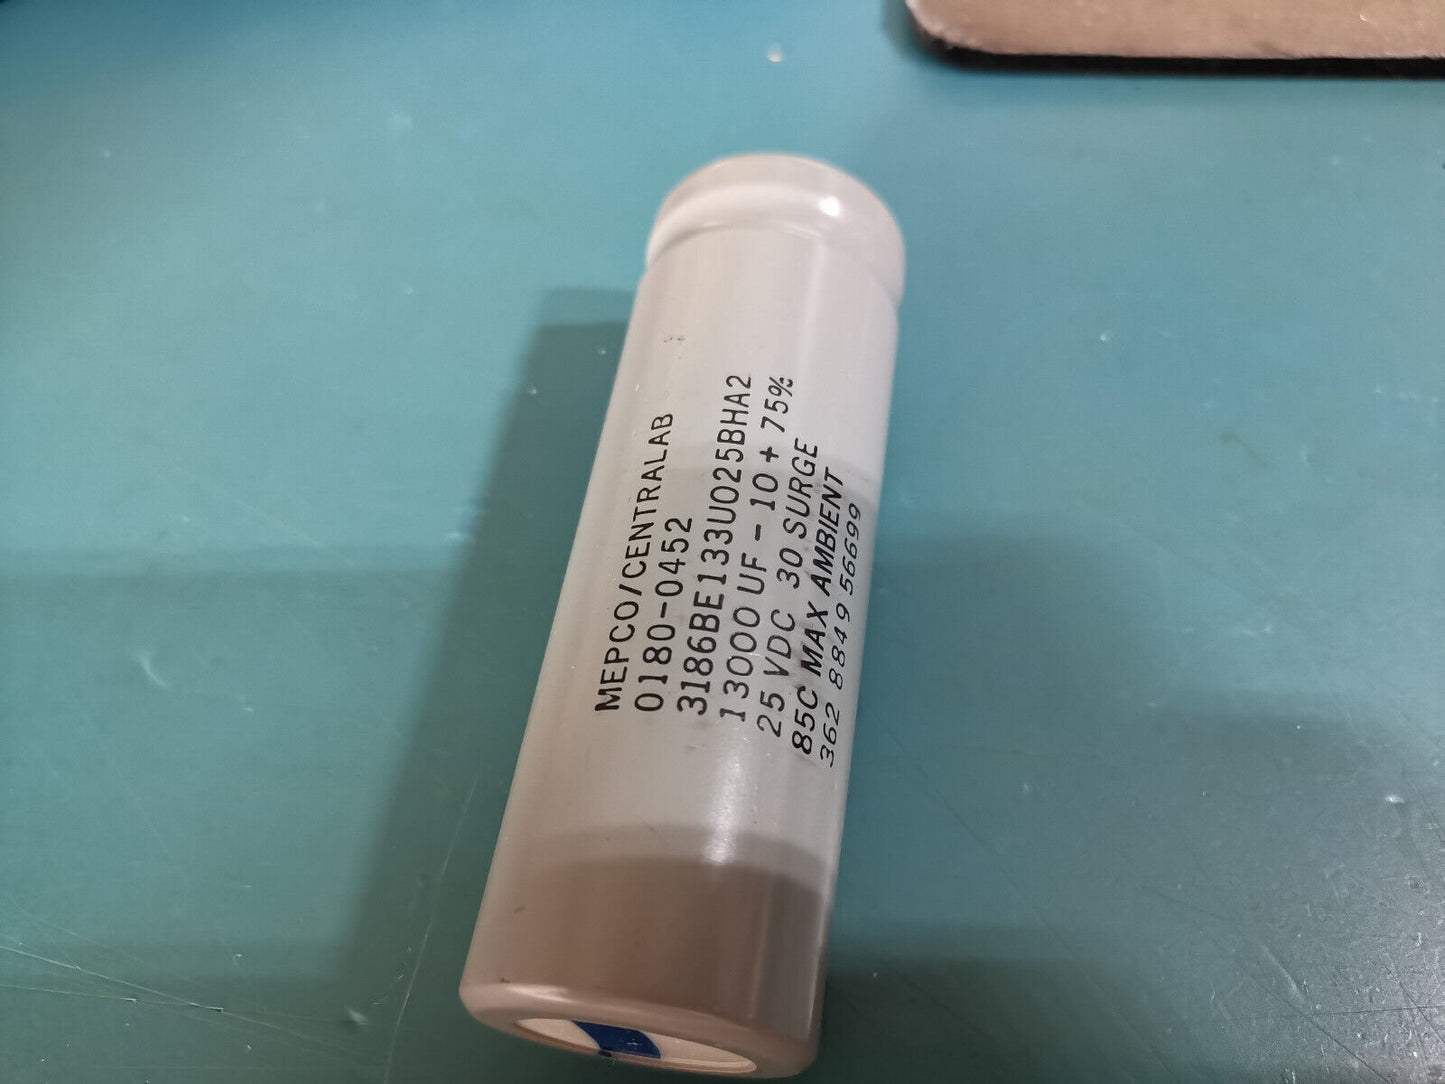 MEPCO/CENTRALAB
0180-0452
3186BE133U025BHA2
13000 UF - 10 + 75%
25 VDC 30 SURGE
85C MAX AMBIENT
362 8849 56699